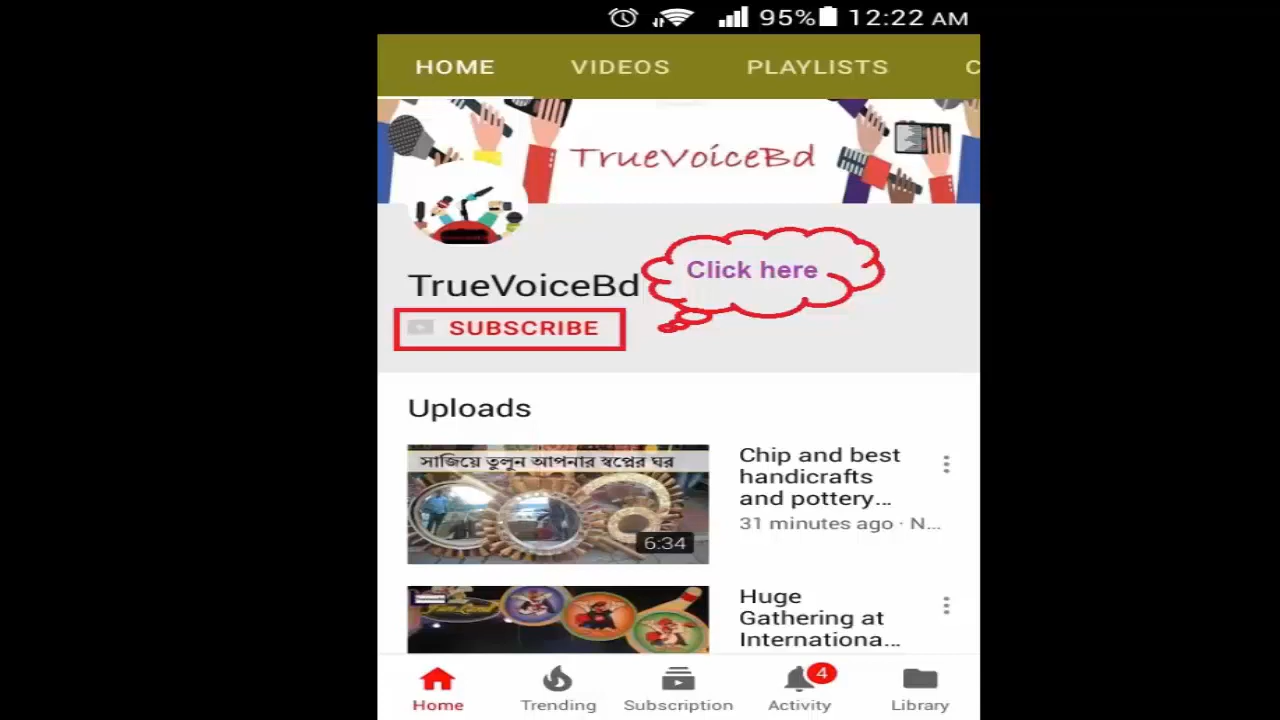 95% 12:22 AM
HOME VIDEOS PLAYLISTS C
TrueVoiceBd
Click here
TrueVoiceBd
SUBSCRIBE
Uploads
সাজিয়ে তুলুন আপনার স্বপ্নের ঘর
6:34
Chip and best
handicrafts
and pottery...
31 minutes ago · N...
Huge
Gathering at
Internationa...
4
Home Trending Subscription Activity Library